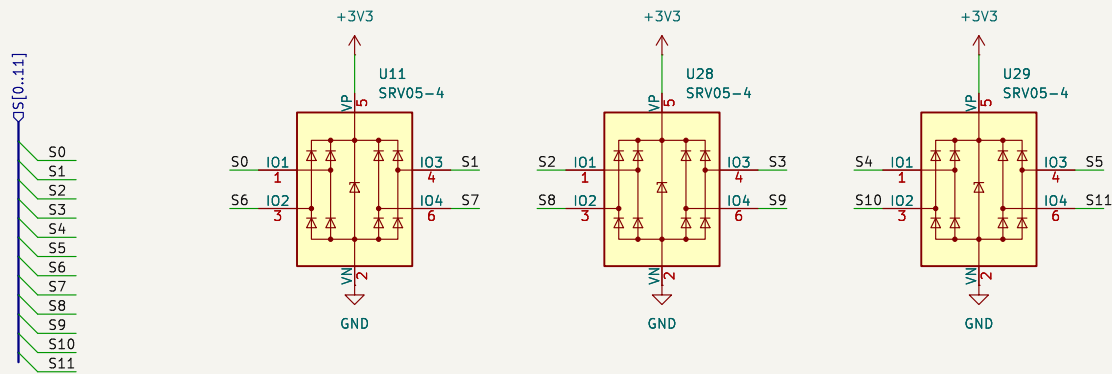 S[0..11]
S0
S1
S2
S3
S4
S5
S6
S7
S8
S9
S10
S11
+3V3
U11
SRV05-4
VP 5
S0 IO1 1 IO3 4 S1
S6 IO2 3 IO4 6 S7
VN 2
GND
+3V3
U28
SRV05-4
VP 5
S2 IO1 1 IO3 4 S3
S8 IO2 3 IO4 6 S9
VN 2
GND
+3V3
U29
SRV05-4
VP 5
S4 IO1 1 IO3 4 S5
S10 IO2 3 IO4 6 S11
VN 2
GND